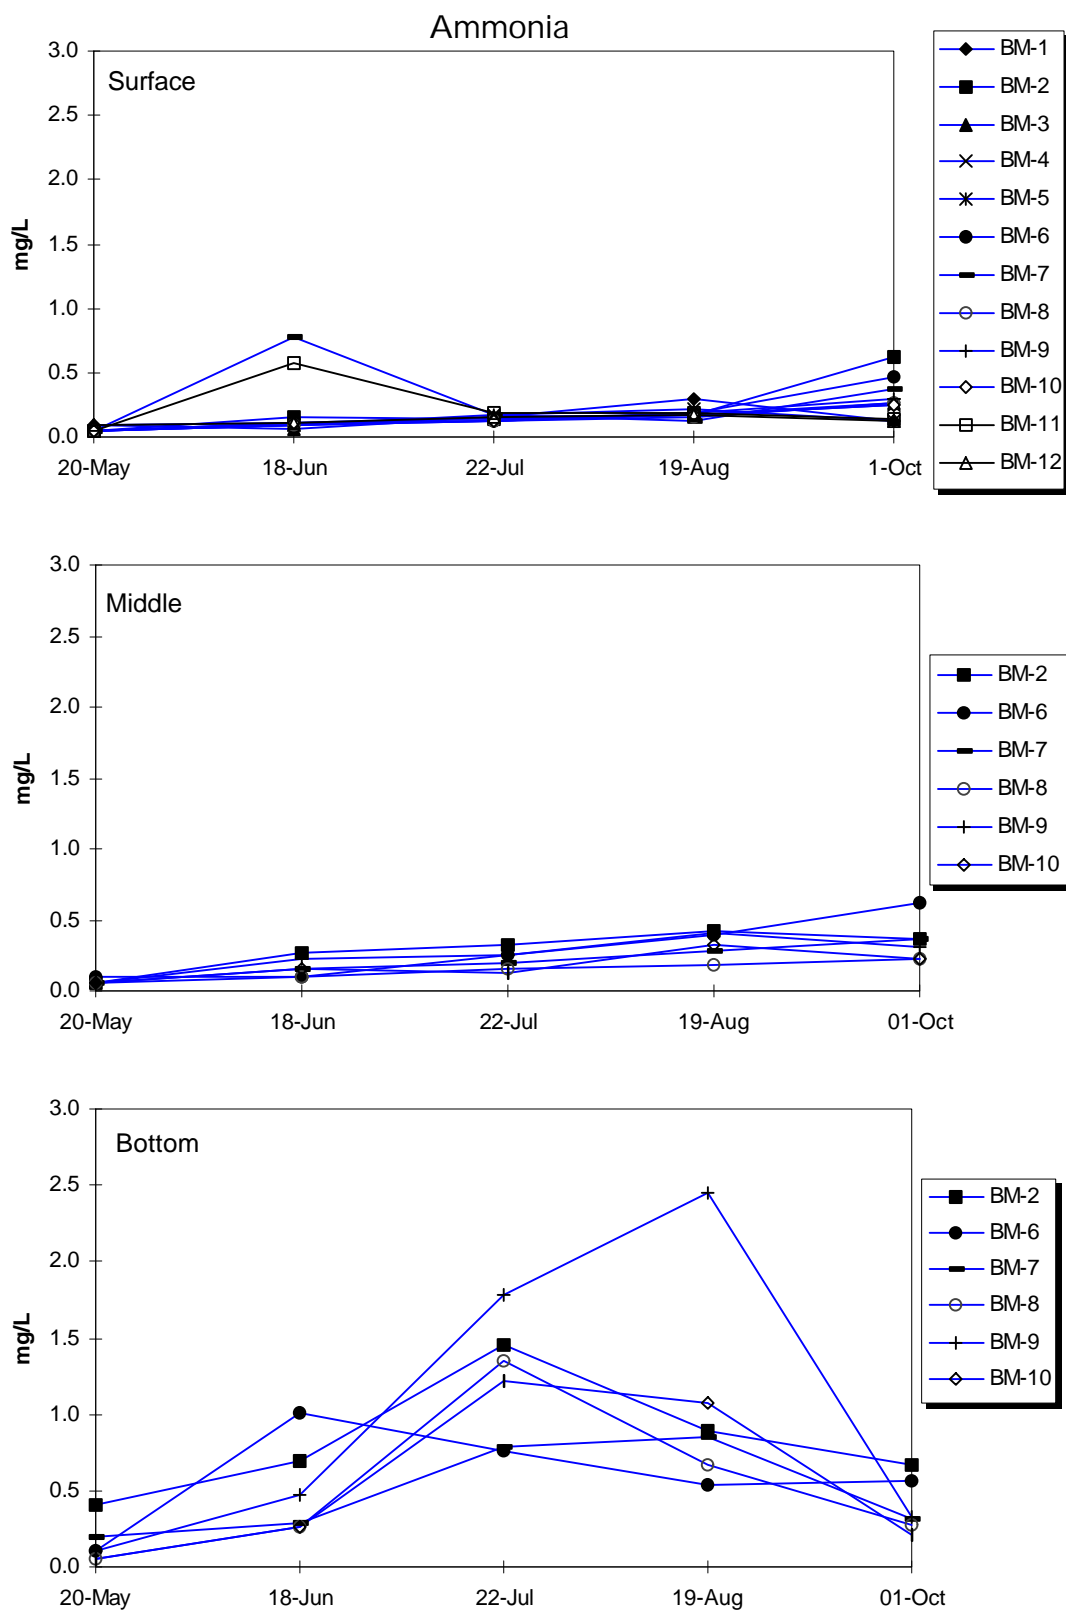 Ammonia
Surface
mg/L
3.0
2.5
2.0
1.5
1.0
0.5
0.0
20-May 18-Jun 22-Jul 19-Aug 1-Oct
BM-1
BM-2
BM-3
BM-4
BM-5
BM-6
BM-7
BM-8
BM-9
BM-10
BM-11
BM-12
Middle
mg/L
3.0
2.5
2.0
1.5
1.0
0.5
0.0
20-May 18-Jun 22-Jul 19-Aug 01-Oct
BM-2
BM-6
BM-7
BM-8
BM-9
BM-10
Bottom
mg/L
3.0
2.5
2.0
1.5
1.0
0.5
0.0
20-May 18-Jun 22-Jul 19-Aug 01-Oct
BM-2
BM-6
BM-7
BM-8
BM-9
BM-10